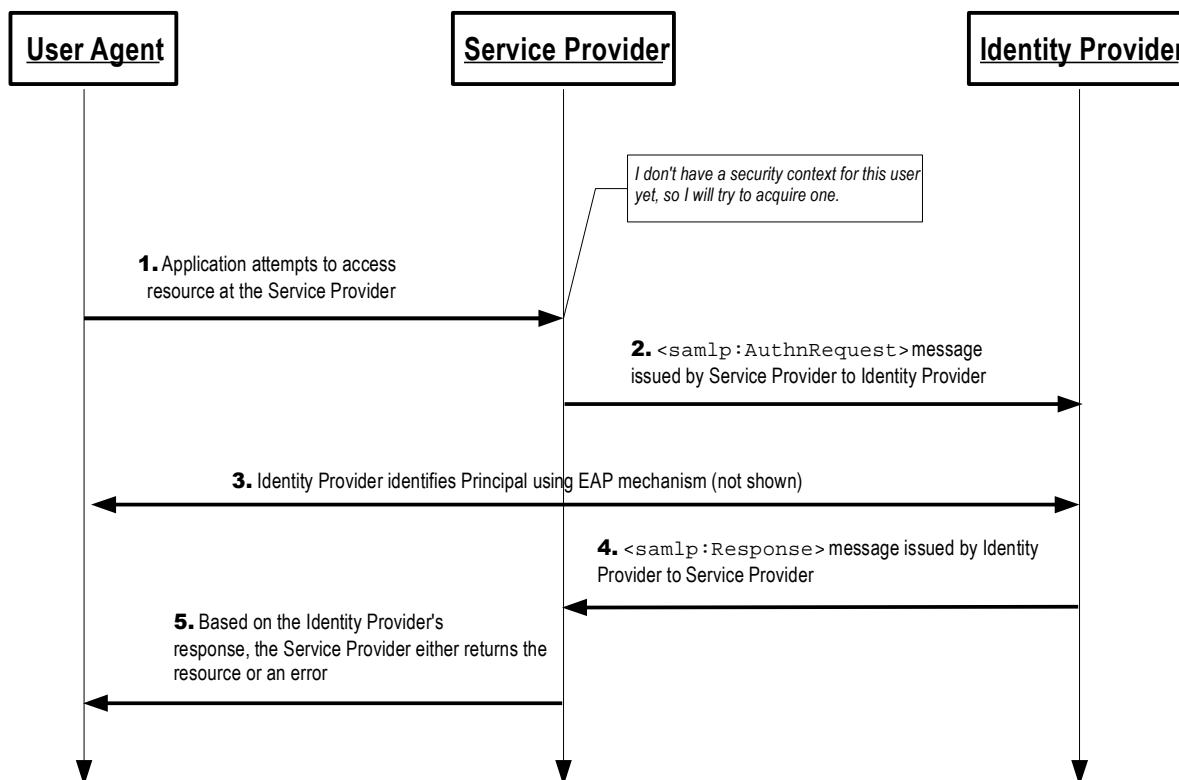 User Agent
Service Provider
Identity Provider
I don't have a security context for this user
yet, so I will try to acquire one.
1. Application attempts to access
resource at the Service Provider
2. <samlp:AuthnRequest> message
issued by Service Provider to Identity Provider
3. Identity Provider identifies Principal using EAP mechanism (not shown)
4. <samlp:Response> message issued by Identity
Provider to Service Provider
5. Based on the Identity Provider's
response, the Service Provider either returns the
resource or an error